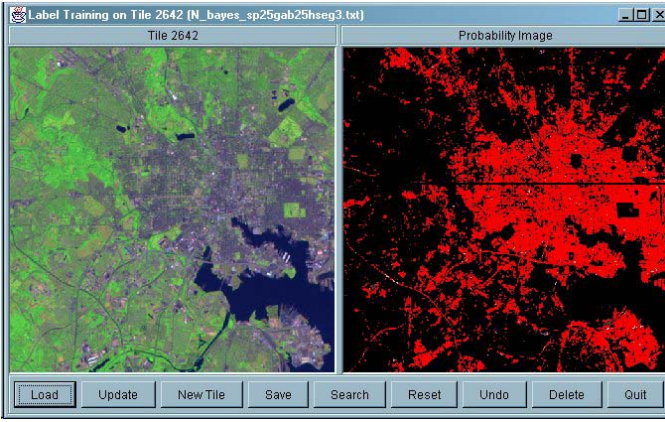 Label Training on Tile 2642 (N_bayes_sp25gab25hseg3.txt)
Tile 2642 Probability Image
Load Update New Tile Save Search Reset Undo Delete Quit